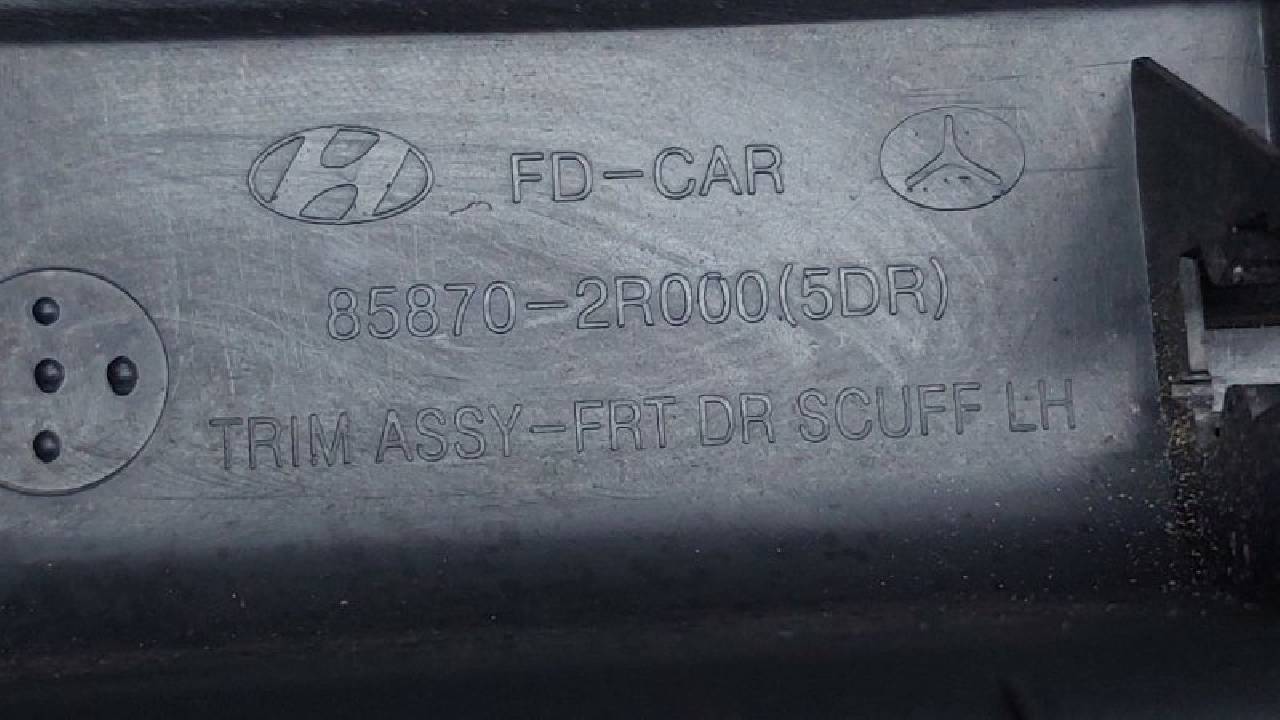 FD-CAR
85870-2R000(5DR)
TRIM ASSY-FRT DR SCUFF LH